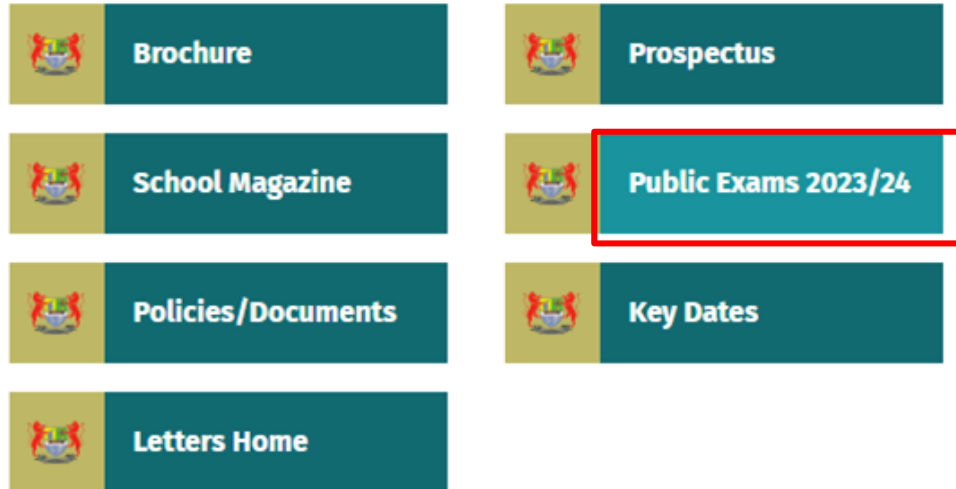 Brochure
Prospectus
School Magazine
Public Exams 2023/24
Policies/Documents
Key Dates
Letters Home